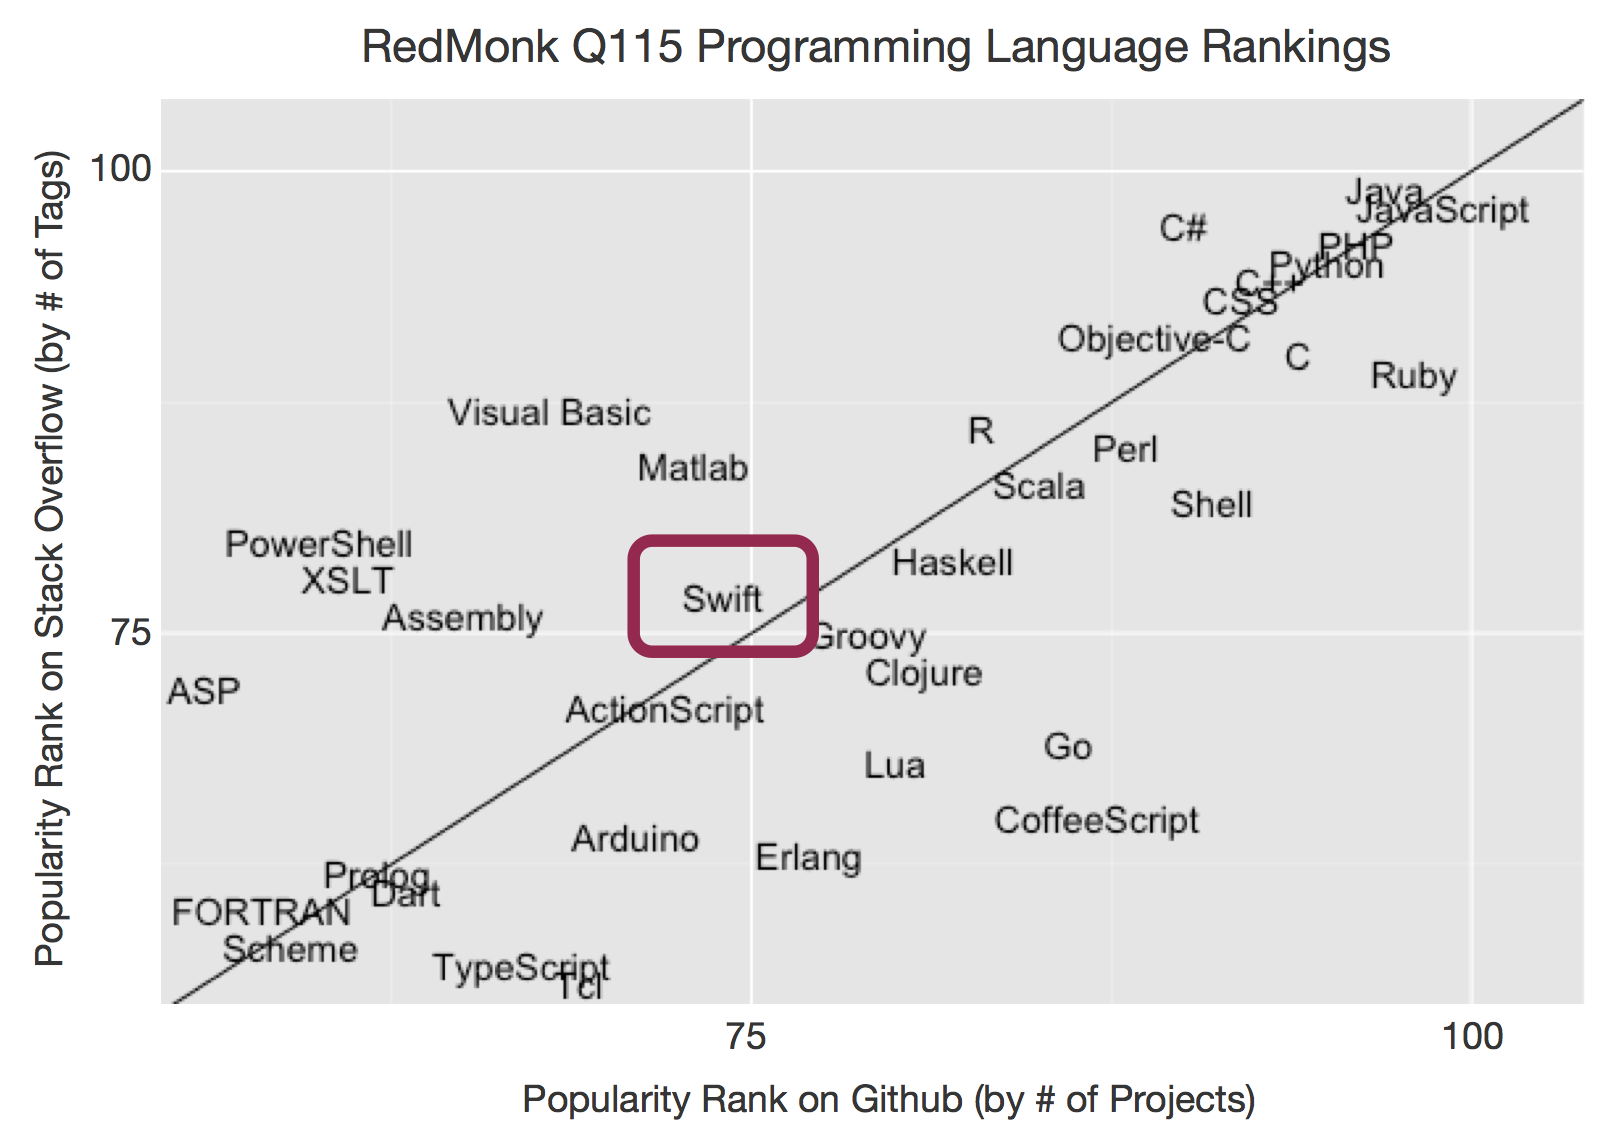 RedMonk Q115 Programming Language Rankings
Popularity Rank on Stack Overflow (by # of Tags)
100
Java
JavaScript
C#
PHP
Python
C++
CSS
Objective-C
C
Ruby
Visual Basic
R
Perl
Matlab
Scala
Shell
PowerShell
Haskell
XSLT
Swift
Assembly
75
Groovy
Clojure
ASP
ActionScript
Go
Lua
CoffeeScript
Arduino
Erlang
Prolog
Dart
FORTRAN
Scheme
TypeScript
Tcl
75
100
Popularity Rank on Github (by # of Projects)